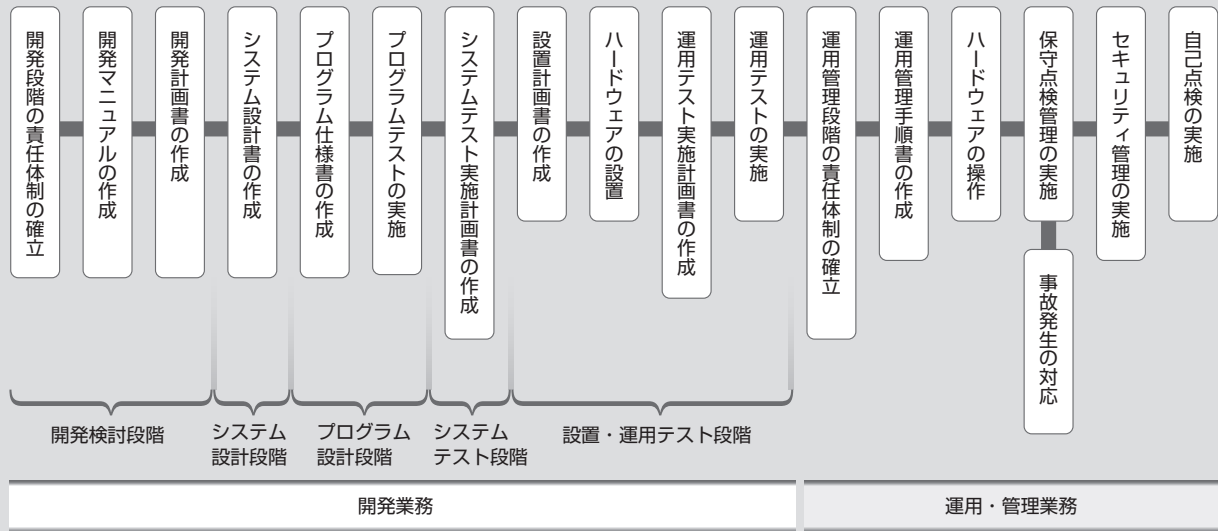 開発段階の責任体制の確立
開発マニュアルの作成
開発計画書の作成
システム設計書の作成
プログラム仕様書の作成
プログラムテストの実施
システムテスト実施計画書の作成
設置計画書の作成
ハードウェアの設置
運用テスト実施計画書の作成
運用テストの実施
運用管理段階の責任体制の確立
運用管理手順書の作成
ハードウェアの操作
保守点検管理の実施
事故発生の対応
セキュリティ管理の実施
自己点検の実施
開発検討段階
システム
設計段階
プログラム
設計段階
システム
テスト段階
設置・運用テスト段階
開発業務
運用・管理業務